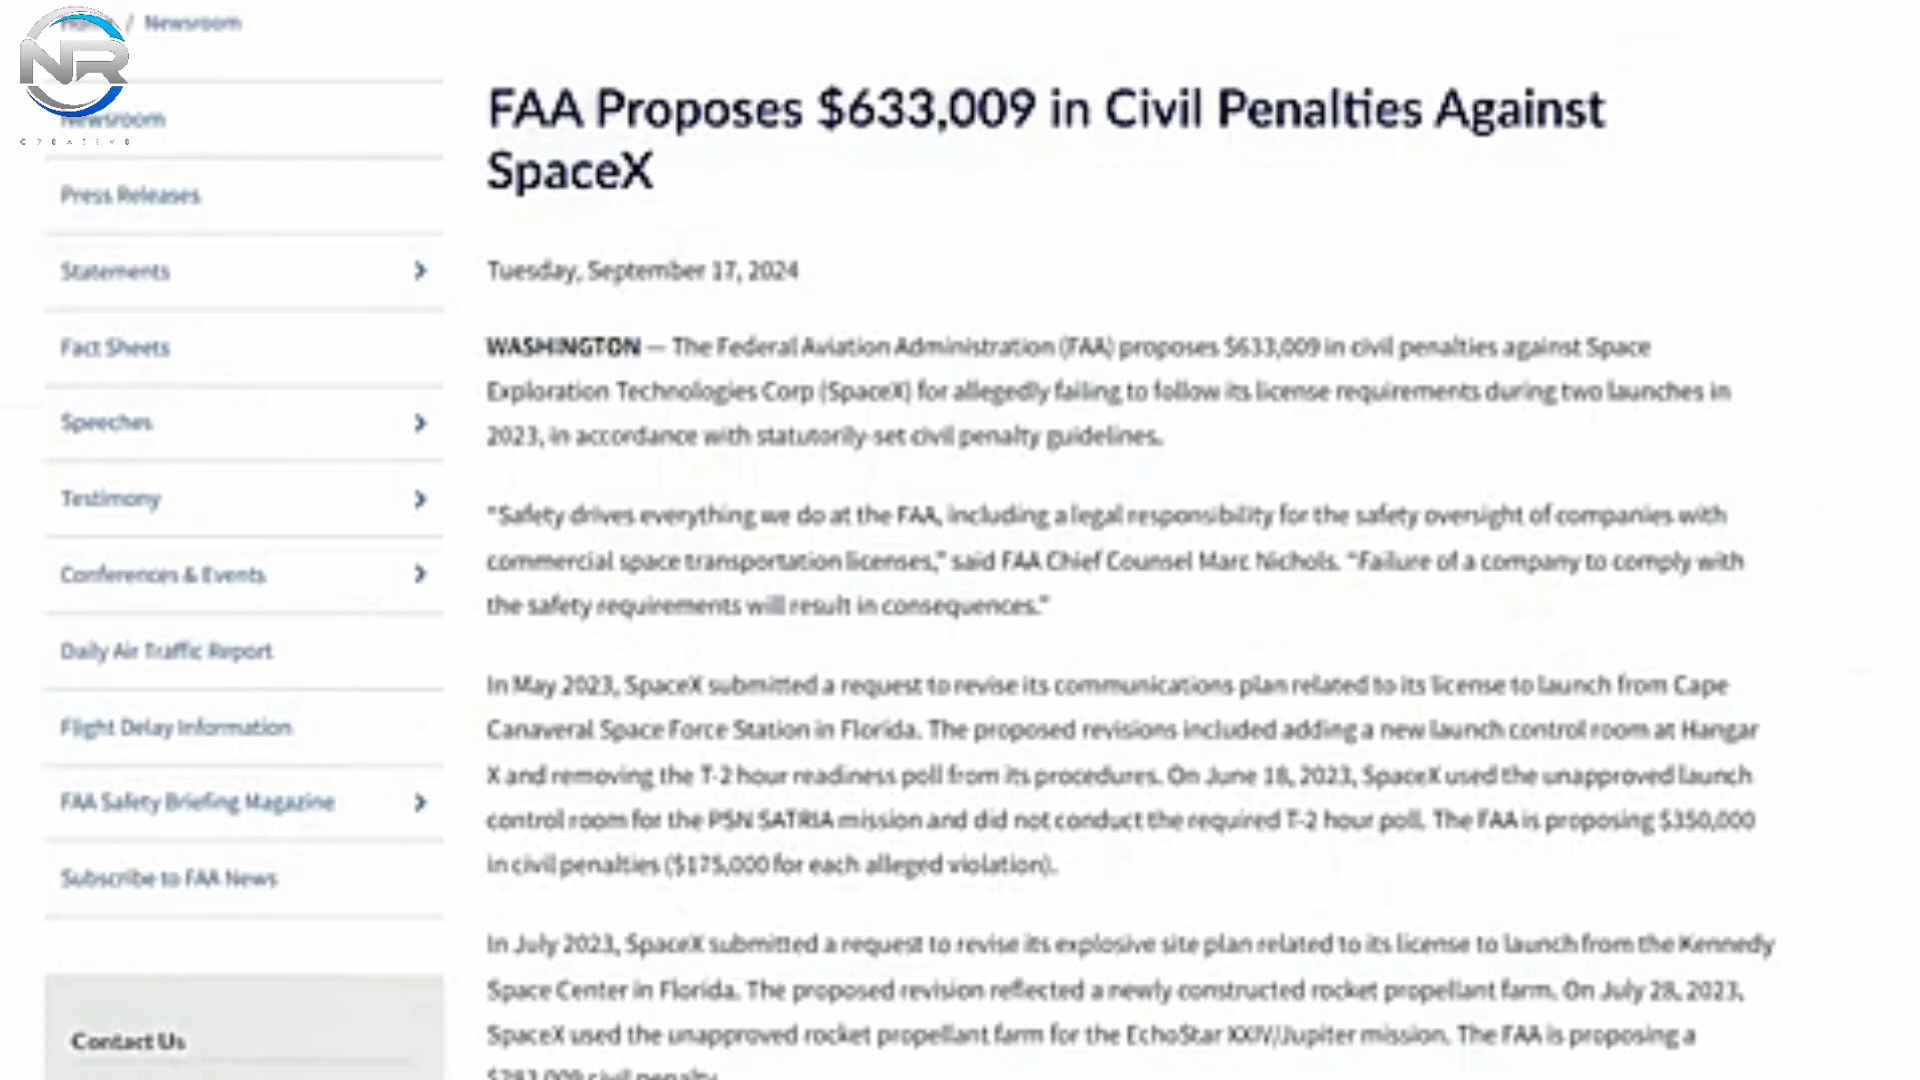 Home / Newsroom
NR
CREATIVE
Newsroom
Press Releases
Statements
Fact Sheets
Speeches
Testimony
Conferences & Events
Daily Air Traffic Report
Flight Delay Information
FAA Safety Briefing Magazine
Subscribe to FAA News
Contact Us
FAA Proposes $633,009 in Civil Penalties Against
SpaceX
Tuesday, September 17, 2024
WASHINGTON — The Federal Aviation Administration (FAA) proposes $633,009 in civil penalties against Space
Exploration Technologies Corp (SpaceX) for allegedly failing to follow its license requirements during two launches in
2023, in accordance with statutorily-set civil penalty guidelines.
"Safety drives everything we do at the FAA, including a legal responsibility for the safety oversight of companies with
commercial space transportation licenses," said FAA Chief Counsel Marc Nichols. "Failure of a company to comply with
the safety requirements will result in consequences."
In May 2023, SpaceX submitted a request to revise its communications plan related to its license to launch from Cape
Canaveral Space Force Station in Florida. The proposed revisions included adding a new launch control room at Hangar
X and removing the T-2 hour readiness poll from its procedures. On June 18, 2023, SpaceX used the unapproved launch
control room for the PSN SATRIA mission and did not conduct the required T-2 hour poll. The FAA is proposing $350,000
in civil penalties ($175,000 for each alleged violation).
In July 2023, SpaceX submitted a request to revise its explosive site plan related to its license to launch from the Kennedy
Space Center in Florida. The proposed revision reflected a newly constructed rocket propellant farm. On July 28, 2023,
SpaceX used the unapproved rocket propellant farm for the EchoStar XXIV/Jupiter mission. The FAA is proposing a
$283,009 civil penalty.